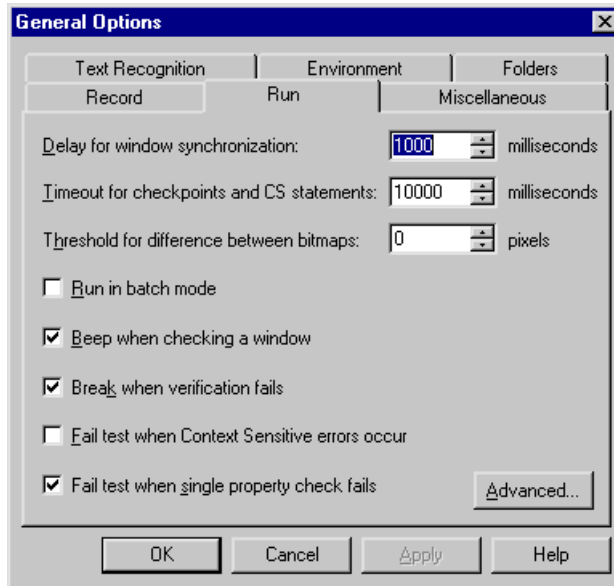 General Options
Text Recognition Environment Folders
Record Run Miscellaneous
Delay for window synchronization: 1000 milliseconds
Timeout for checkpoints and CS statements: 10000 milliseconds
Threshold for difference between bitmaps: 0 pixels
Run in batch mode
Beep when checking a window
Break when verification fails
Fail test when Context Sensitive errors occur
Fail test when single property check fails
Advanced...
OK Cancel Apply Help